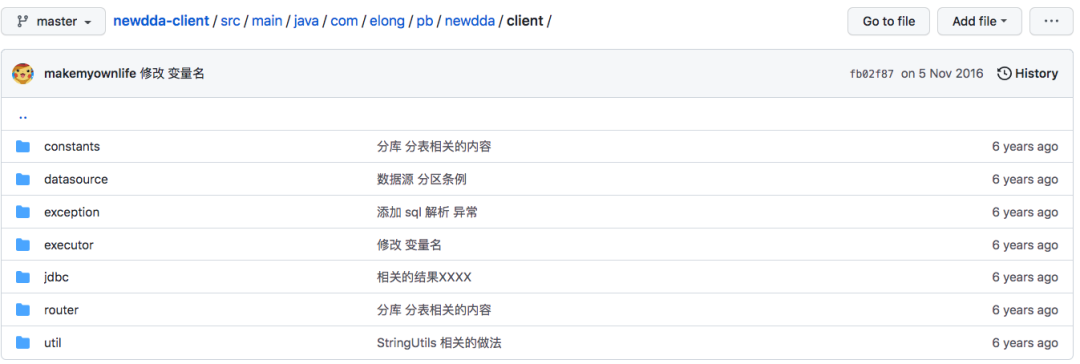 master newdda-client / src / main / java / com / elong / pb / newdda / client / Go to file Add file ...
makemyownlife 修改 变量名 fb02f87 on 5 Nov 2016 History
..
constants 分库 分表相关的内容 6 years ago
datasource 数据源 分区条例 6 years ago
exception 添加 sql 解析 异常 6 years ago
executor 修改 变量名 6 years ago
jdbc 相关的结果XXXX 6 years ago
router 分库 分表相关的内容 6 years ago
util StringUtils 相关的做法 6 years ago